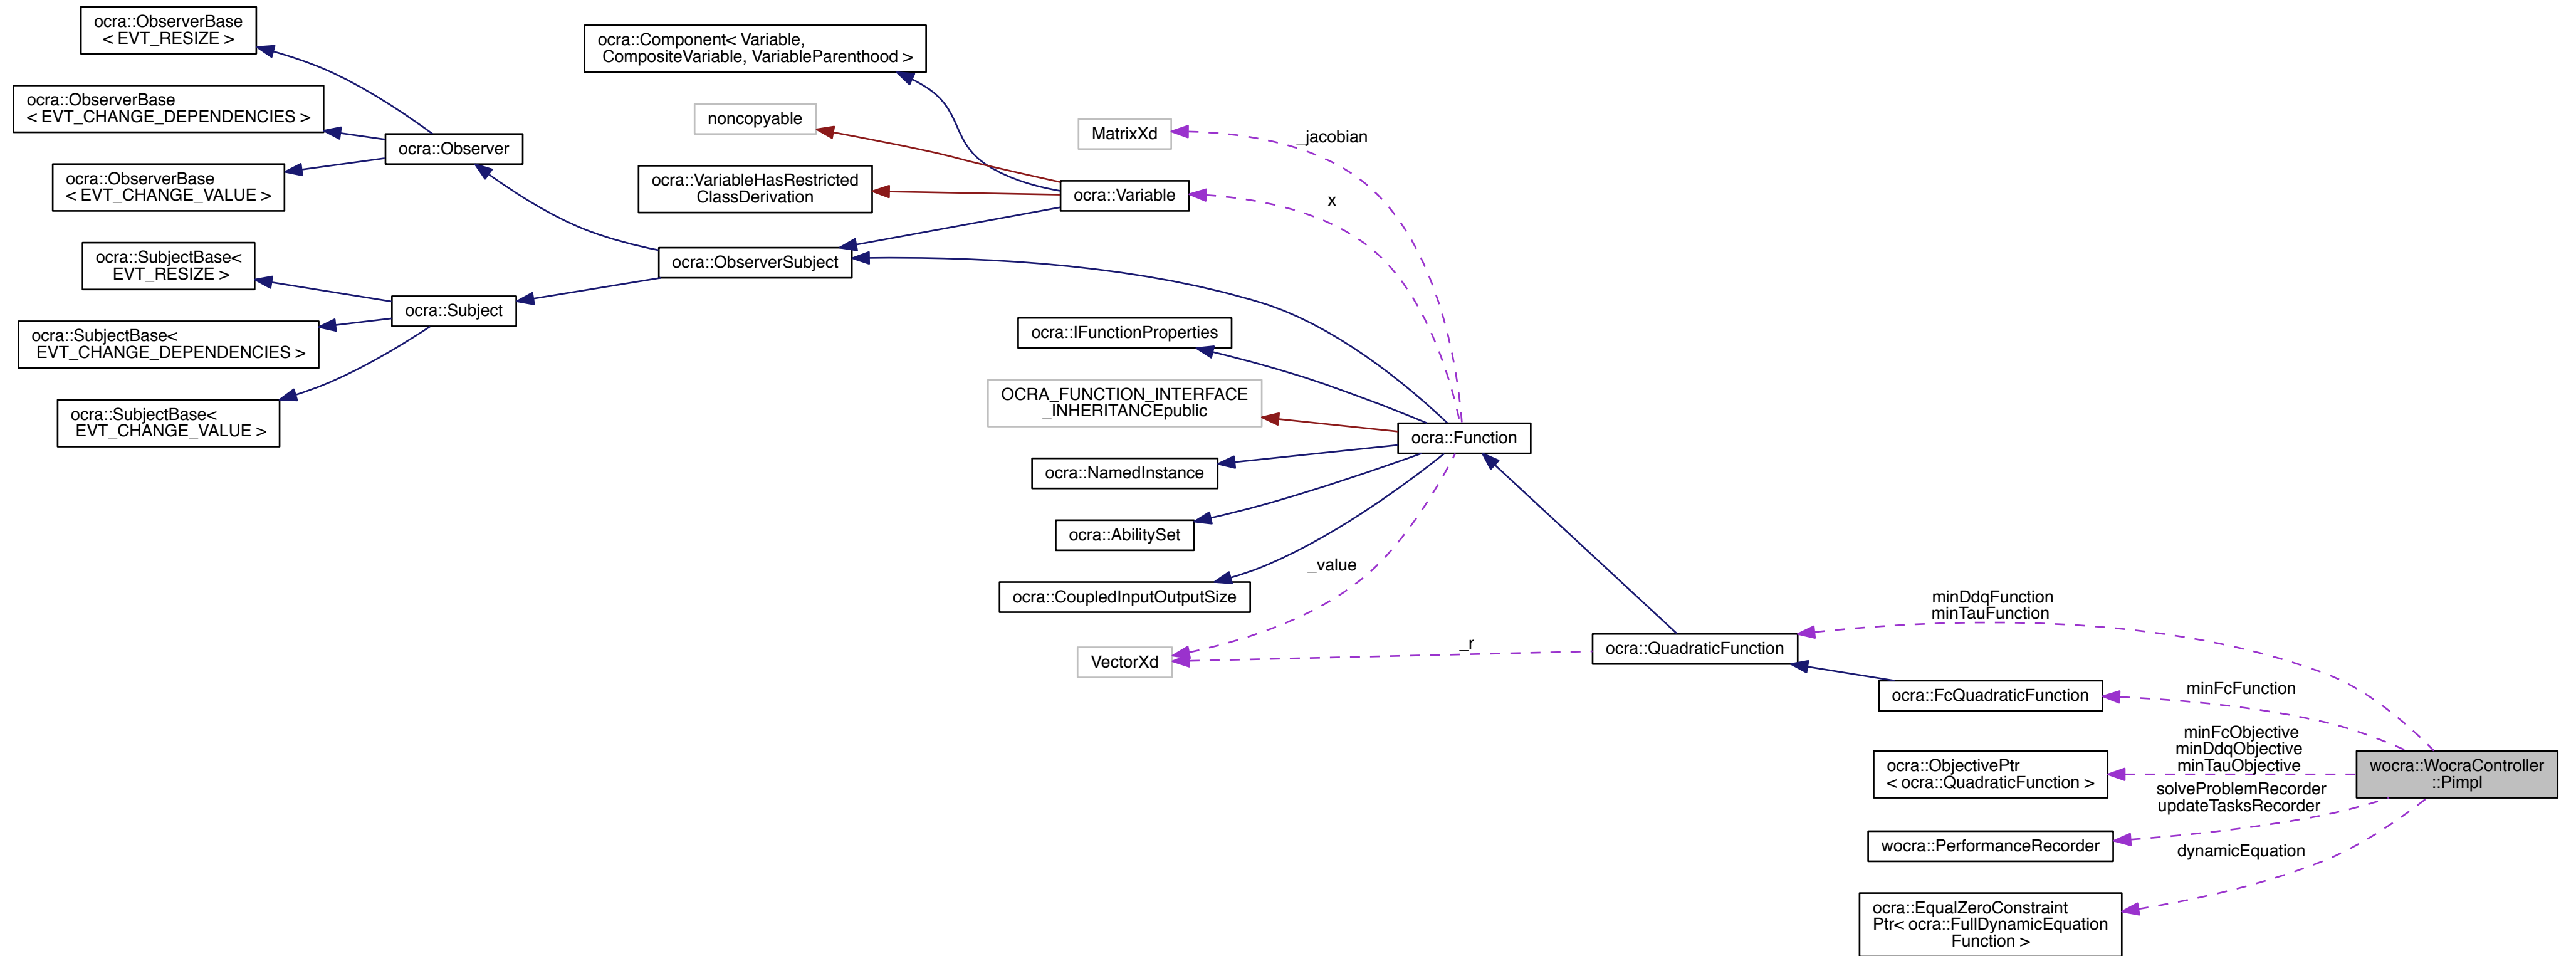 ocra::ObserverBase
< EVT_RESIZE >
ocra::ObserverBase
< EVT_CHANGE_DEPENDENCIES >
ocra::ObserverBase
< EVT_CHANGE_VALUE >
ocra::SubjectBase<
EVT_RESIZE >
ocra::SubjectBase<
EVT_CHANGE_DEPENDENCIES >
ocra::SubjectBase<
EVT_CHANGE_VALUE >
ocra::Observer
ocra::Subject
ocra::Component< Variable,
CompositeVariable, VariableParenthood >
noncopyable
ocra::VariableHasRestricted
ClassDerivation
ocra::ObserverSubject
MatrixXd
ocra::Variable
ocra::IFunctionProperties
OCRA_FUNCTION_INTERFACE
_INHERITANCEpublic
ocra::NamedInstance
ocra::AbilitySet
ocra::CoupledInputOutputSize
VectorXd
_jacobian
x
_value
ocra::Function
_r
ocra::QuadraticFunction
minDdqFunction
minTauFunction
ocra::FcQuadraticFunction
minFcFunction
ocra::ObjectivePtr
< ocra::QuadraticFunction >
minFcObjective
minDdqObjective
minTauObjective
wocra::PerformanceRecorder
solveProblemRecorder
updateTasksRecorder
ocra::EqualZeroConstraint
Ptr< ocra::FullDynamicEquation
Function >
dynamicEquation
wocra::WocraController
::Pimpl